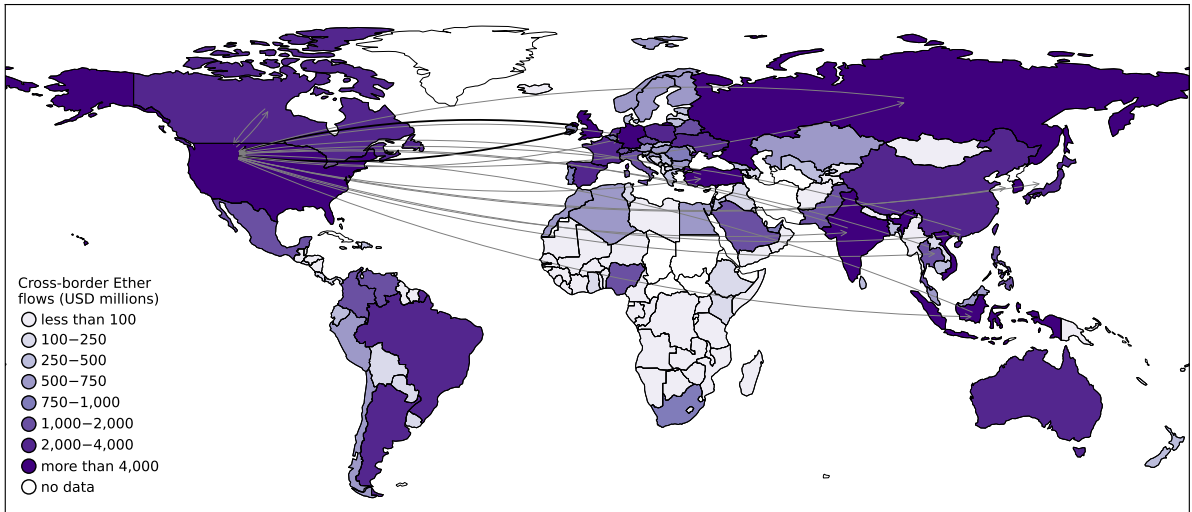 Cross-border Ether
flows (USD millions)
less than 100
100−250
250−500
500−750
750−1,000
1,000−2,000
2,000−4,000
more than 4,000
no data